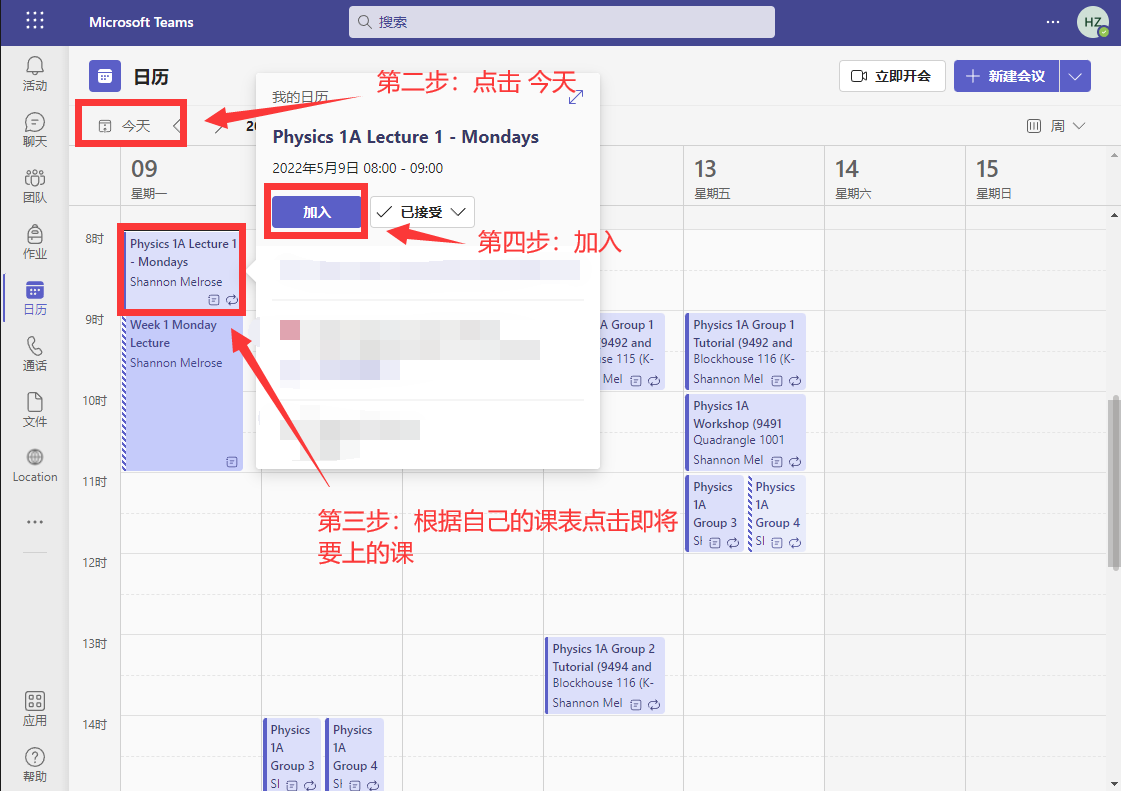 Microsoft Teams
搜索
HZ
活动
聊天
团队
作业
日历
通话
文件
Location
应用
帮助
日历
立即开会
新建会议
第二步：点击 今天
今天
20
周
我的日历
Physics 1A Lecture 1 - Mondays
2022年5月9日 08:00 - 09:00
加入
已接受
第四步：加入
09
星期一
13
星期五
14
星期六
15
星期日
8时
9时
10时
11时
12时
13时
14时
Physics 1A Lecture 1
- Mondays
Shannon Melrose
Week 1 Monday
Lecture
Shannon Melrose
A Group 1
9492 and
se 115 (K-
Mel
Physics 1A Group 1
Tutorial (9492 and
Blockhouse 116 (K-
Shannon Mel
Physics 1A
Workshop (9491
Quadrangle 1001
Shannon Mel
Physics
1A
Group 3
Sh
Physics
1A
Group 4
Sh
第三步：根据自己的课表点击即将
要上的课
Physics 1A Group 2
Tutorial (9494 and
Blockhouse 116 (K-
Shannon Mel
Physics
1A
Group 3
Sh
Physics
1A
Group 4
Sh